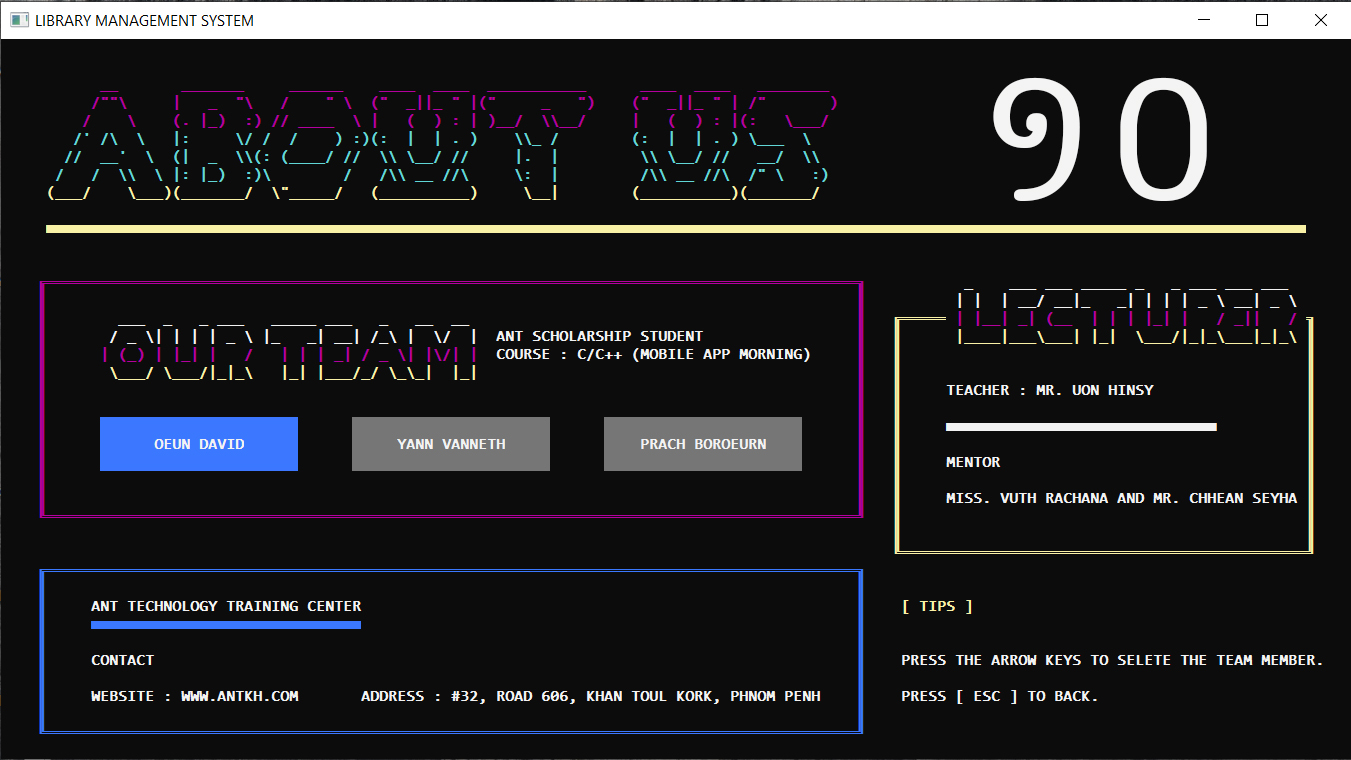 LIBRARY MANAGEMENT SYSTEM
ABOUT US
90
OUR TEAM
ANT SCHOLARSHIP STUDENT
COURSE : C/C++ (MOBILE APP MORNING)
OEUN DAVID
YANN VANNETH
PRACH BOROEURN
LECTURER
TEACHER : MR. UON HINSY
MENTOR
MISS. VUTH RACHANA AND MR. CHHEAN SEYHA
ANT TECHNOLOGY TRAINING CENTER
CONTACT
WEBSITE : WWW.ANTKH.COM
ADDRESS : #32, ROAD 606, KHAN TOUL KORK, PHNOM PENH
[ TIPS ]
PRESS THE ARROW KEYS TO SELETE THE TEAM MEMBER.
PRESS [ ESC ] TO BACK.